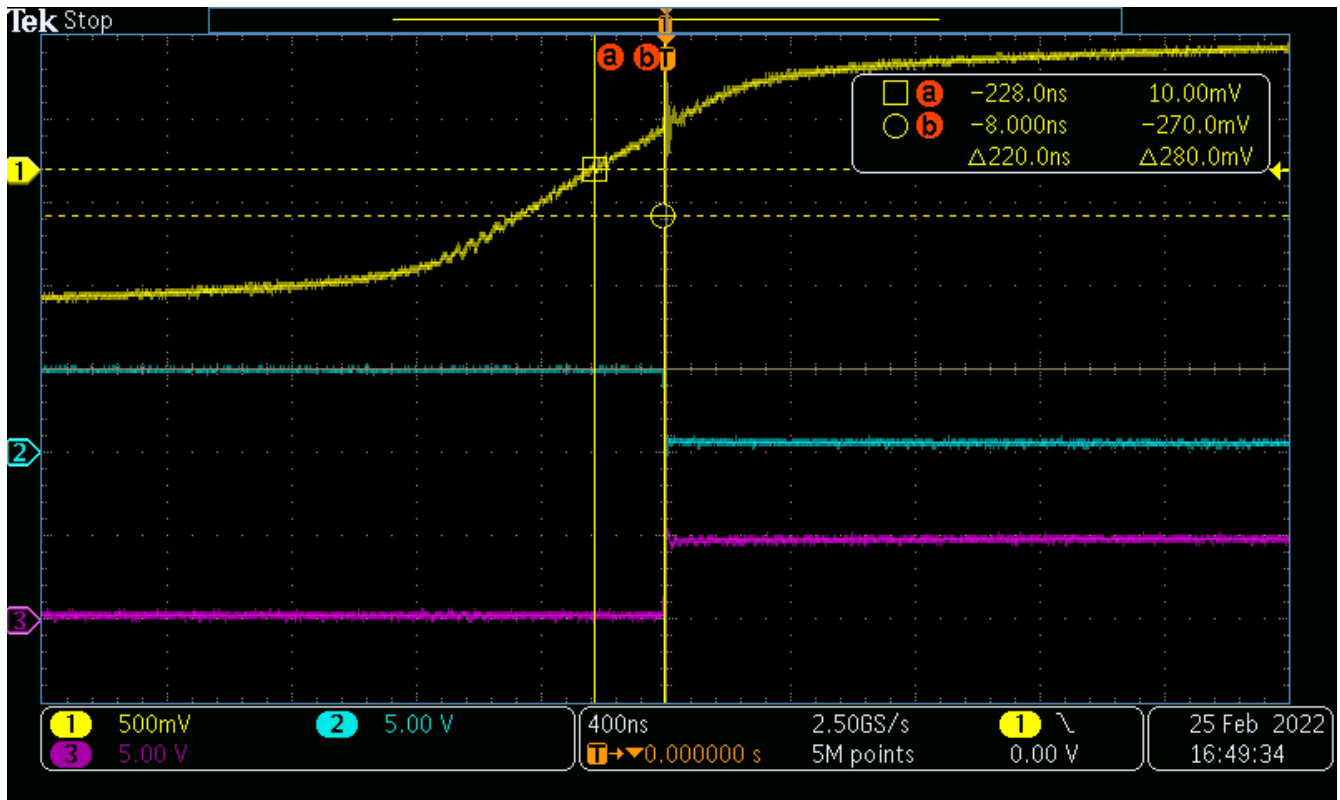 Tek Stop
T
a b T
a −228.0ns 10.00mV
b −8.000ns −270.0mV
△220.0ns △280.0mV
1
2
3
1 500mV 2 5.00 V 400ns 2.50GS/s 1 \ 25 Feb 2022
3 5.00 V T→▼0.000000 s 5M points 0.00 V 16:49:34